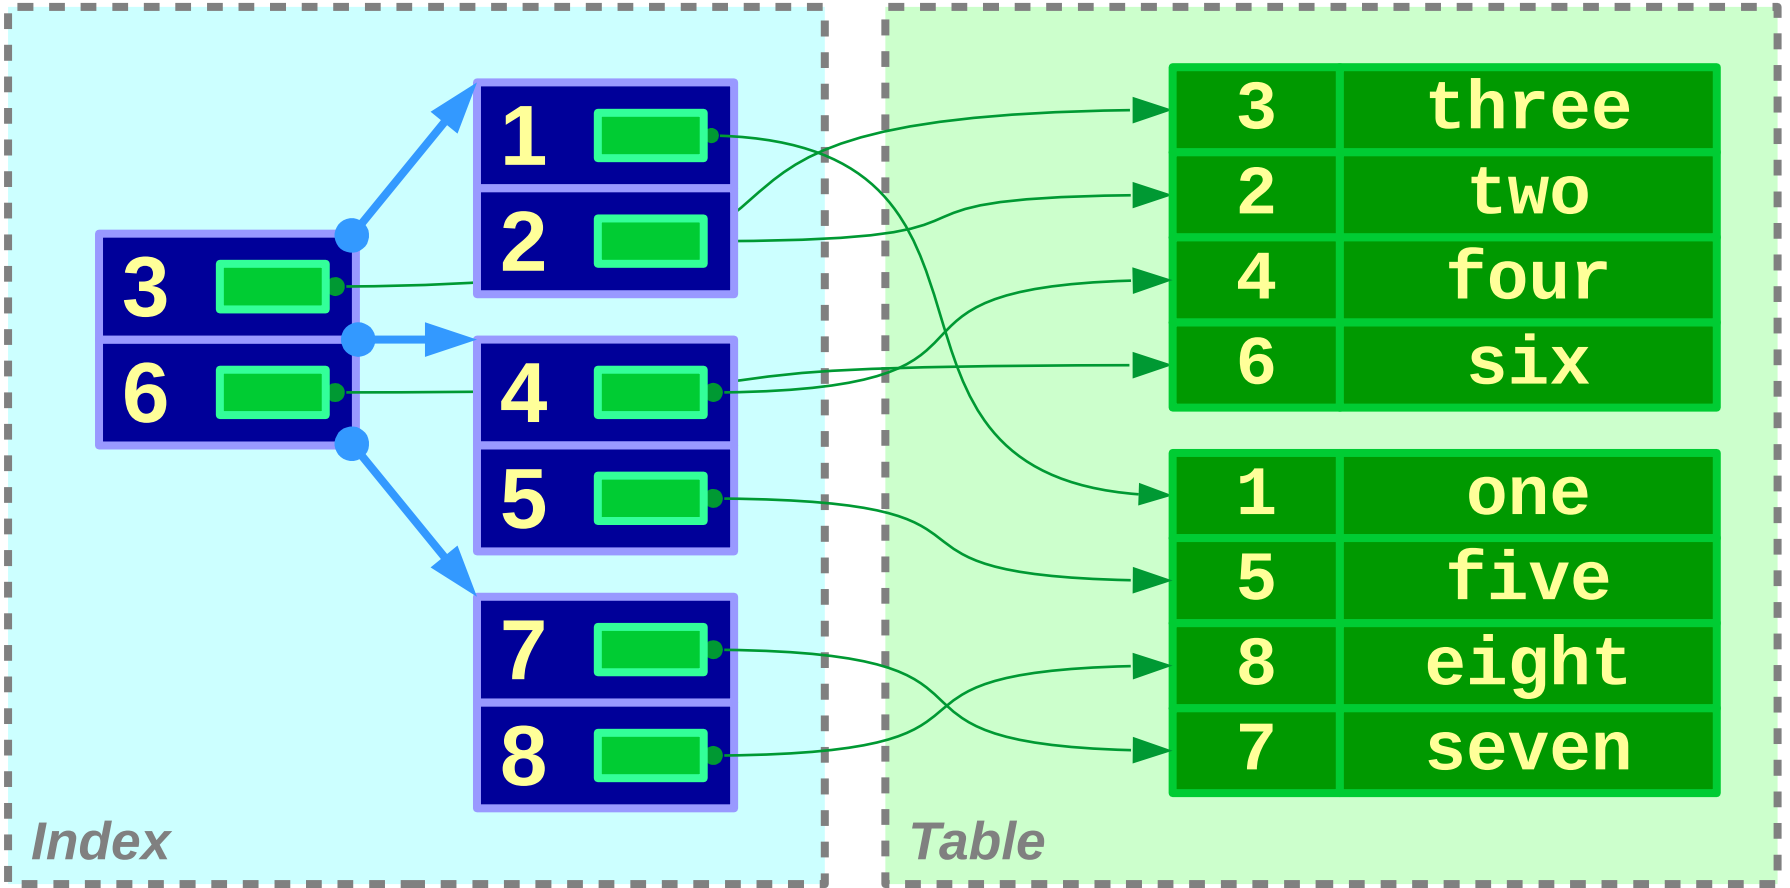 3
6
1
2
4
5
7
8
Index
3 three
2 two
4 four
6 six
1 one
5 five
8 eight
7 seven
Table